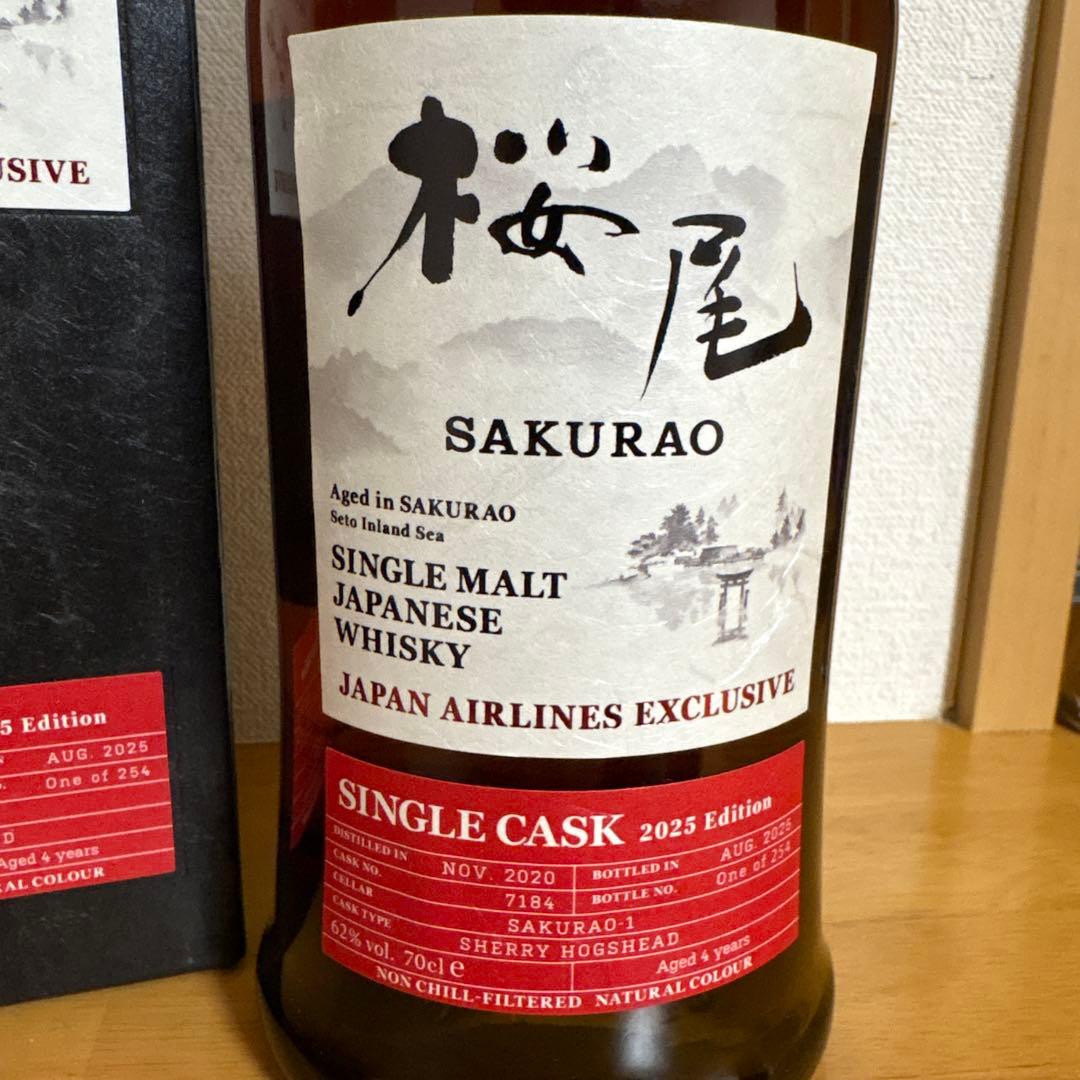 桜尾
SAKURAO
Aged in SAKURAO
Seto Inland Sea
SINGLE MALT
JAPANESE
WHISKY
JAPAN AIRLINES EXCLUSIVE
SINGLE CASK 2025 Edition
DISTILLED IN NOV. 2020 BOTTLED IN AUG. 2025
CASK NO. 7184 BOTTLE NO. One of 254
CELLAR SAKURAO-1
CASK TYPE SHERRY HOGSHEAD
62% vol. 70cl e Aged 4 years
NON CHILL-FILTERED NATURAL COLOUR
USIVE
5 Edition
N AUG. 2025
. One of 254
D
Aged 4 years
RAL COLOUR